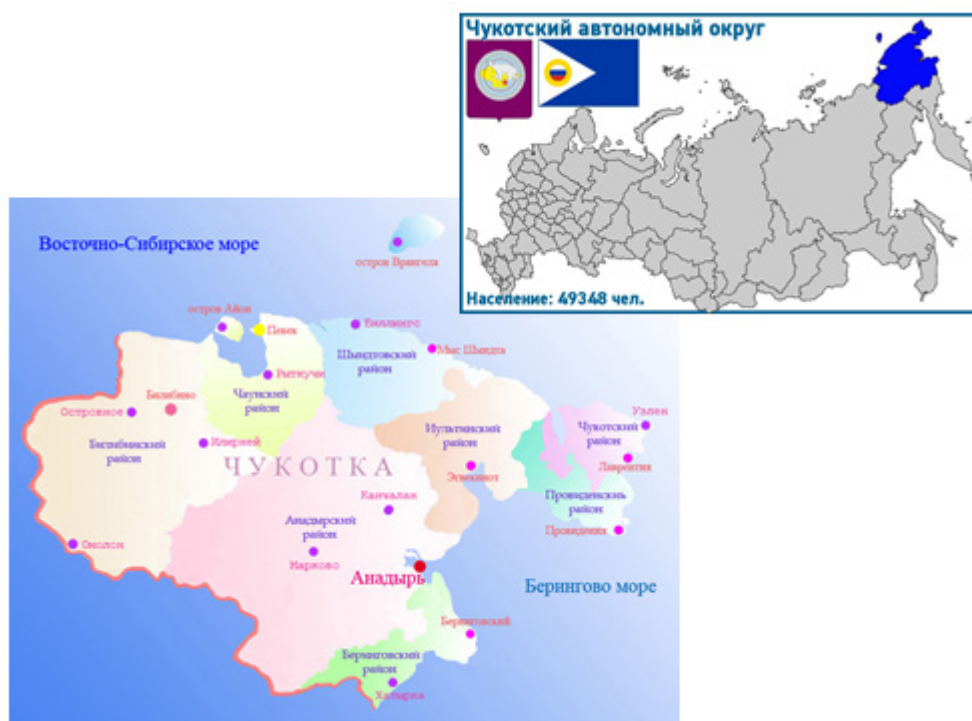 Чукотский автономный округ
Население: 49348 чел.
Восточно-Сибирское море
остров Врангеля
остров Айон
Певек
Биллингс
Мыс Шмидта
Шмидтовский
район
Рыткучи
Чаунский
район
Билибино
Островное
Билибинский
район
Илирней
ЧУКОТКА
Иультинский
район
Эгвекинот
Уэлен
Чукотский
район
Лаврентия
Провиденский
район
Провидения
Канчалан
Анадырский
район
Марково
Омолон
Анадырь
Берингово море
Беринговский
Беринговский
район
Хатырка